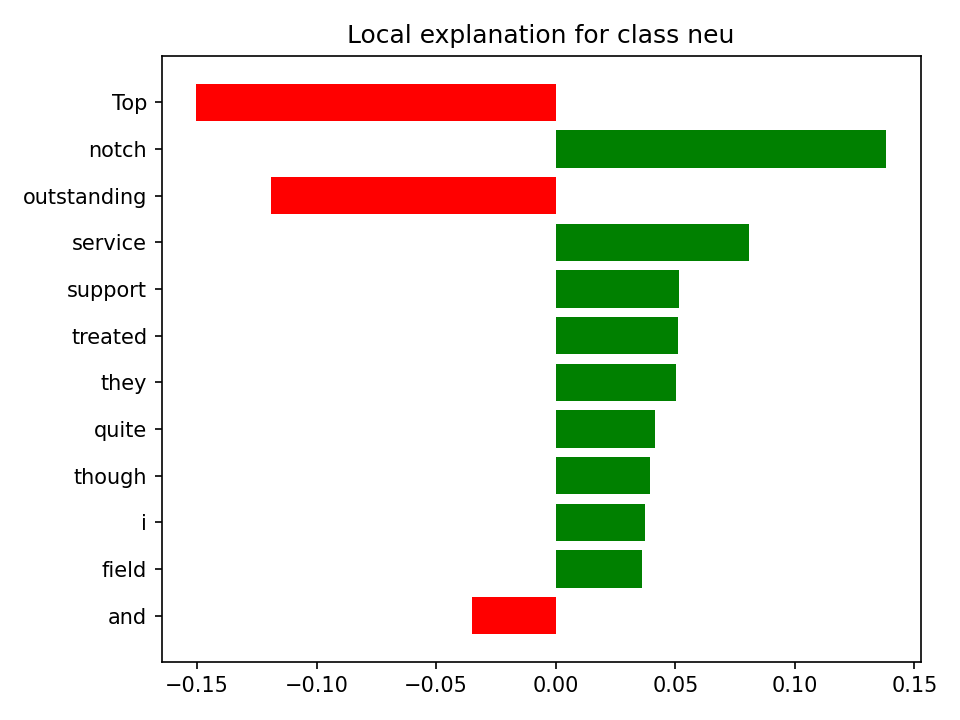 Local explanation for class neu
Top
notch
outstanding
service
support
treated
they
quite
though
i
field
and
−0.15 −0.10 −0.05 0.00 0.05 0.10 0.15